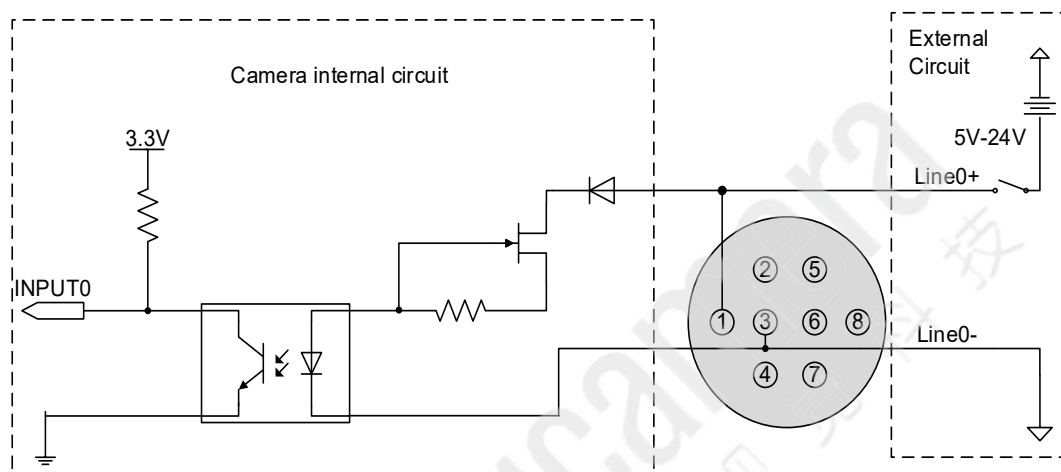 External
Circuit
Camera internal circuit
3.3V
5V-24V
Line0+
INPUT0
2 5
1 3 6 8
Line0-
4 7